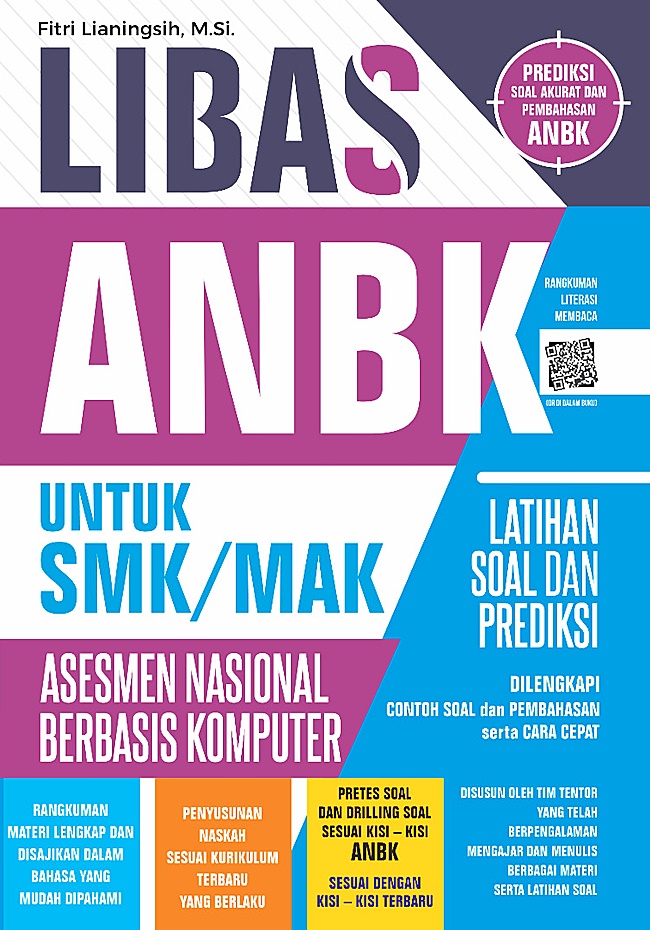 Fitri Lianingsih, M.Si.
LIBAS
PREDIKSI
SOAL AKURAT DAN
PEMBAHASAN
ANBK
ANBK
RANGKUMAN
LITERASI
MEMBACA
(QR DI DALAM BUKU)
UNTUK
SMK/MAK
LATIHAN
SOAL DAN
PREDIKSI
ASESMEN NASIONAL
BERBASIS KOMPUTER
DILENGKAPI
CONTOH SOAL dan PEMBAHASAN
serta CARA CEPAT
RANGKUMAN
MATERI LENGKAP DAN
DISAJIKAN DALAM
BAHASA YANG
MUDAH DIPAHAMI
PENYUSUNAN
NASKAH
SESUAI KURIKULUM
TERBARU
YANG BERLAKU
PRETES SOAL
DAN DRILLING SOAL
SESUAI KISI – KISI
ANBK
SESUAI DENGAN
KISI – KISI TERBARU
DISUSUN OLEH TIM TENTOR
YANG TELAH
BERPENGALAMAN
MENGAJAR DAN MENULIS
BERBAGAI MATERI
SERTA LATIHAN SOAL